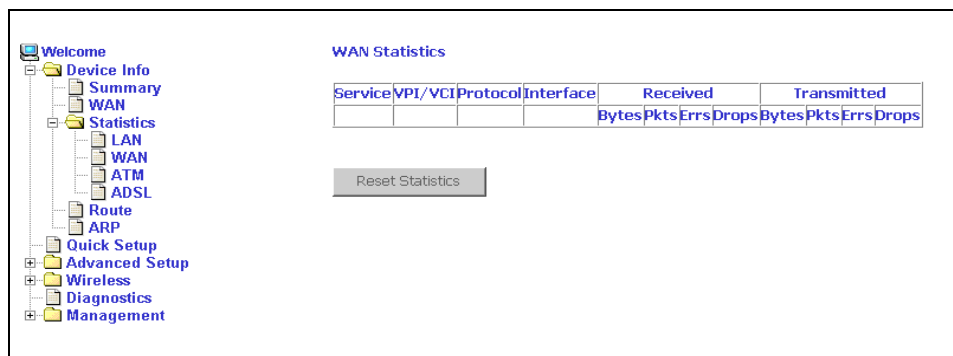 Welcome
Device Info
Summary
WAN
Statistics
LAN
WAN
ATM
ADSL
Route
ARP
Quick Setup
Advanced Setup
Wireless
Diagnostics
Management
WAN Statistics
Service VPI/VCI Protocol Interface Received Transmitted
Bytes Pkts Errs Drops Bytes Pkts Errs Drops
Reset Statistics